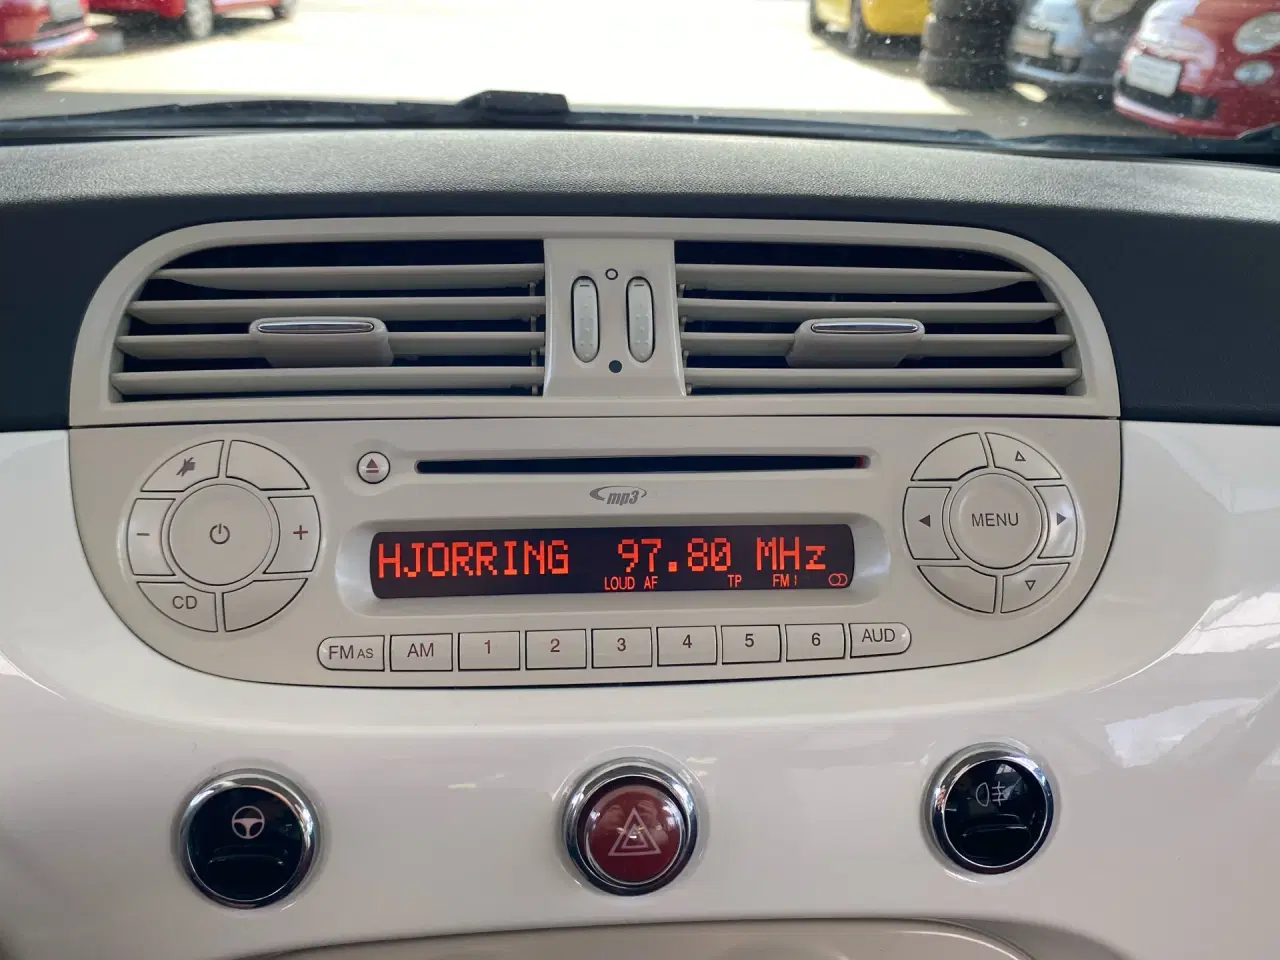 mp3
HJORRING 97.80 MHz
LOUD AF TP FM1
MENU
CD
FM AS AM 1 2 3 4 5 6 AUD